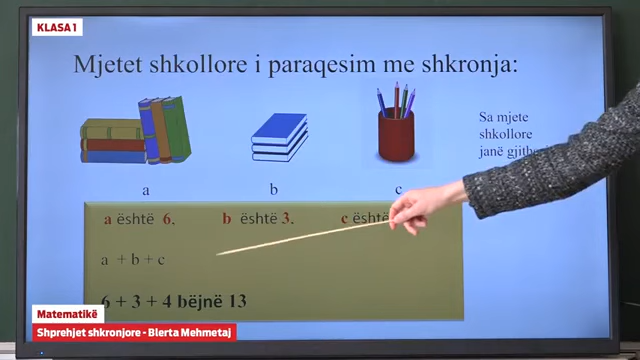 KLASA 1
Mjetet shkollore i paraqesim me shkronja:
Sa mjete
shkollore
janë
a b c
a është 6. b është 3. c është
a + b + c
6 + 3 + 4 bëjnë 13
Matematikë
Shprehjet shkronjore - Blerta Mehmetaj